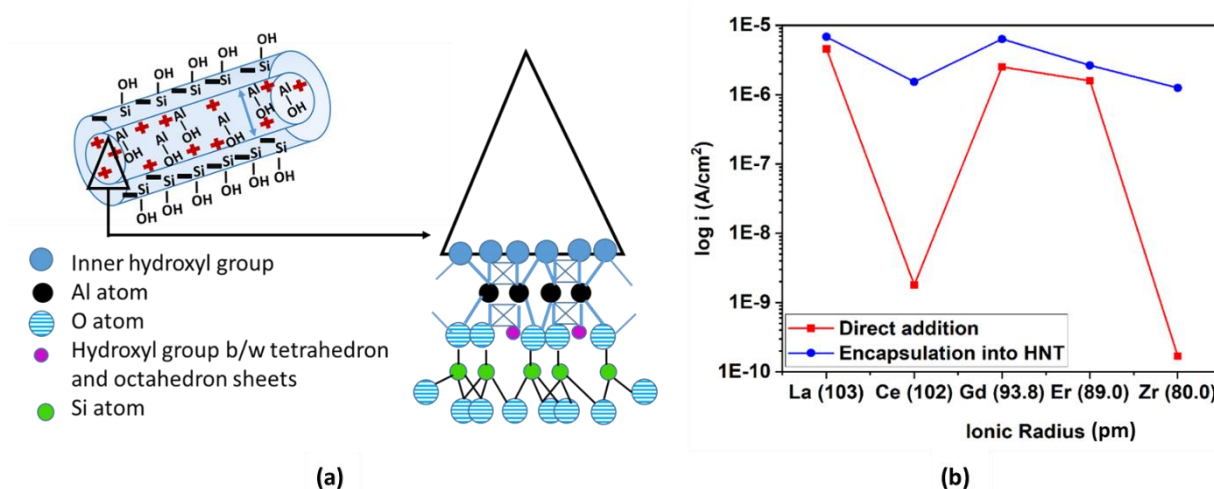 OH
OH
OH
OH
OH
Si
Si
Si
Si
Si
Al
OH
Al
OH
Al
OH
Al
OH
Al
OH
Al
OH
Si
Si
Si
Si
Si
Si
OH
OH
OH
OH
OH
OH
Inner hydroxyl group
Al atom
O atom
Hydroxyl group b/w tetrahedron
and octahedron sheets
Si atom
(a)
log i (A/cm²)
1E-5
1E-6
1E-7
1E-8
1E-9
1E-10
Direct addition
Encapsulation into HNT
La (103) Ce (102) Gd (93.8) Er (89.0) Zr (80.0)
Ionic Radius (pm)
(b)